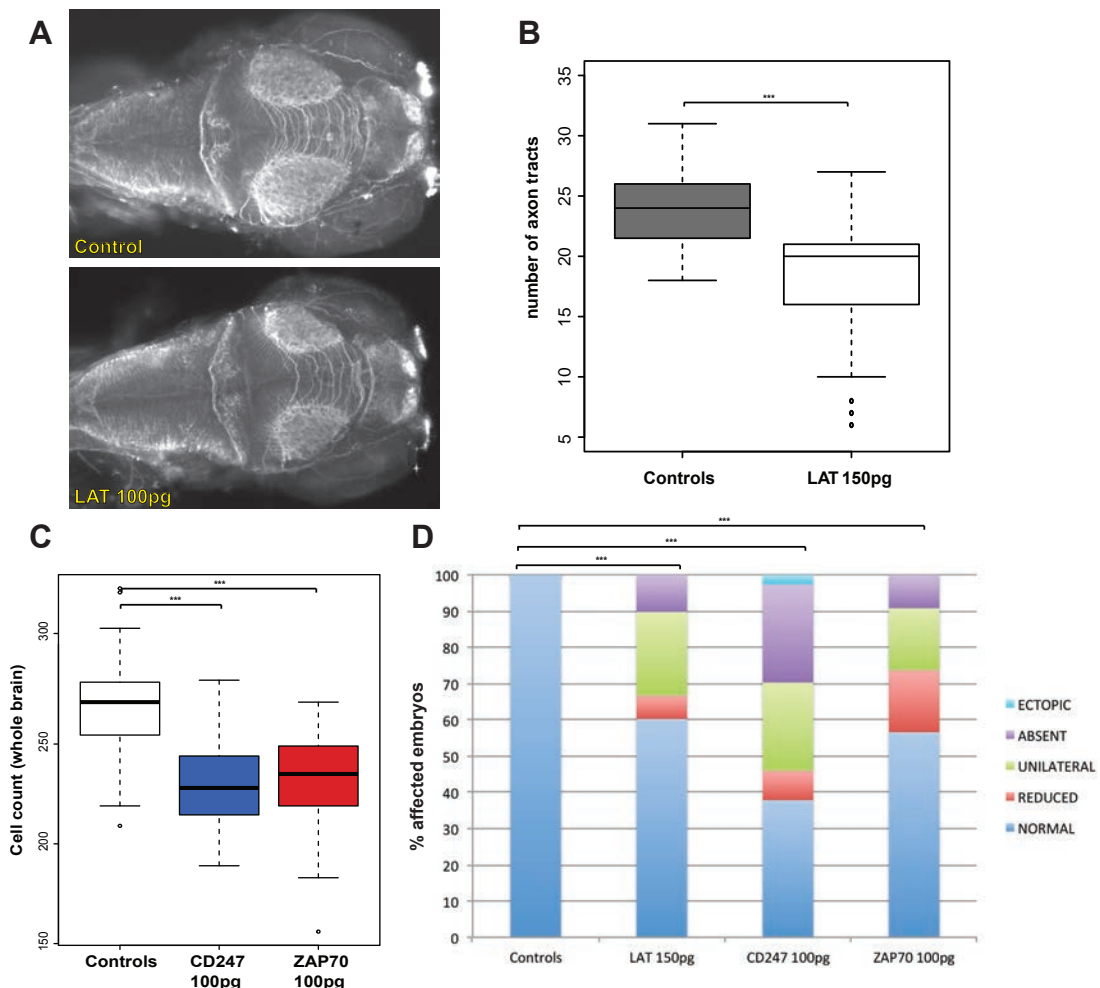 A
Control
LAT 100pg
B
number of axon tracts
35
30
25
20
15
10
5
***
Controls
LAT 150pg
C
Cell count (whole brain)
300
250
200
150
***
***
Controls
CD247
100pg
ZAP70
100pg
D
***
***
***
% affected embryos
100
90
80
70
60
50
40
30
20
10
0
Controls
LAT 150pg
CD247 100pg
ZAP70 100pg
ECTOPIC
ABSENT
UNILATERAL
REDUCED
NORMAL